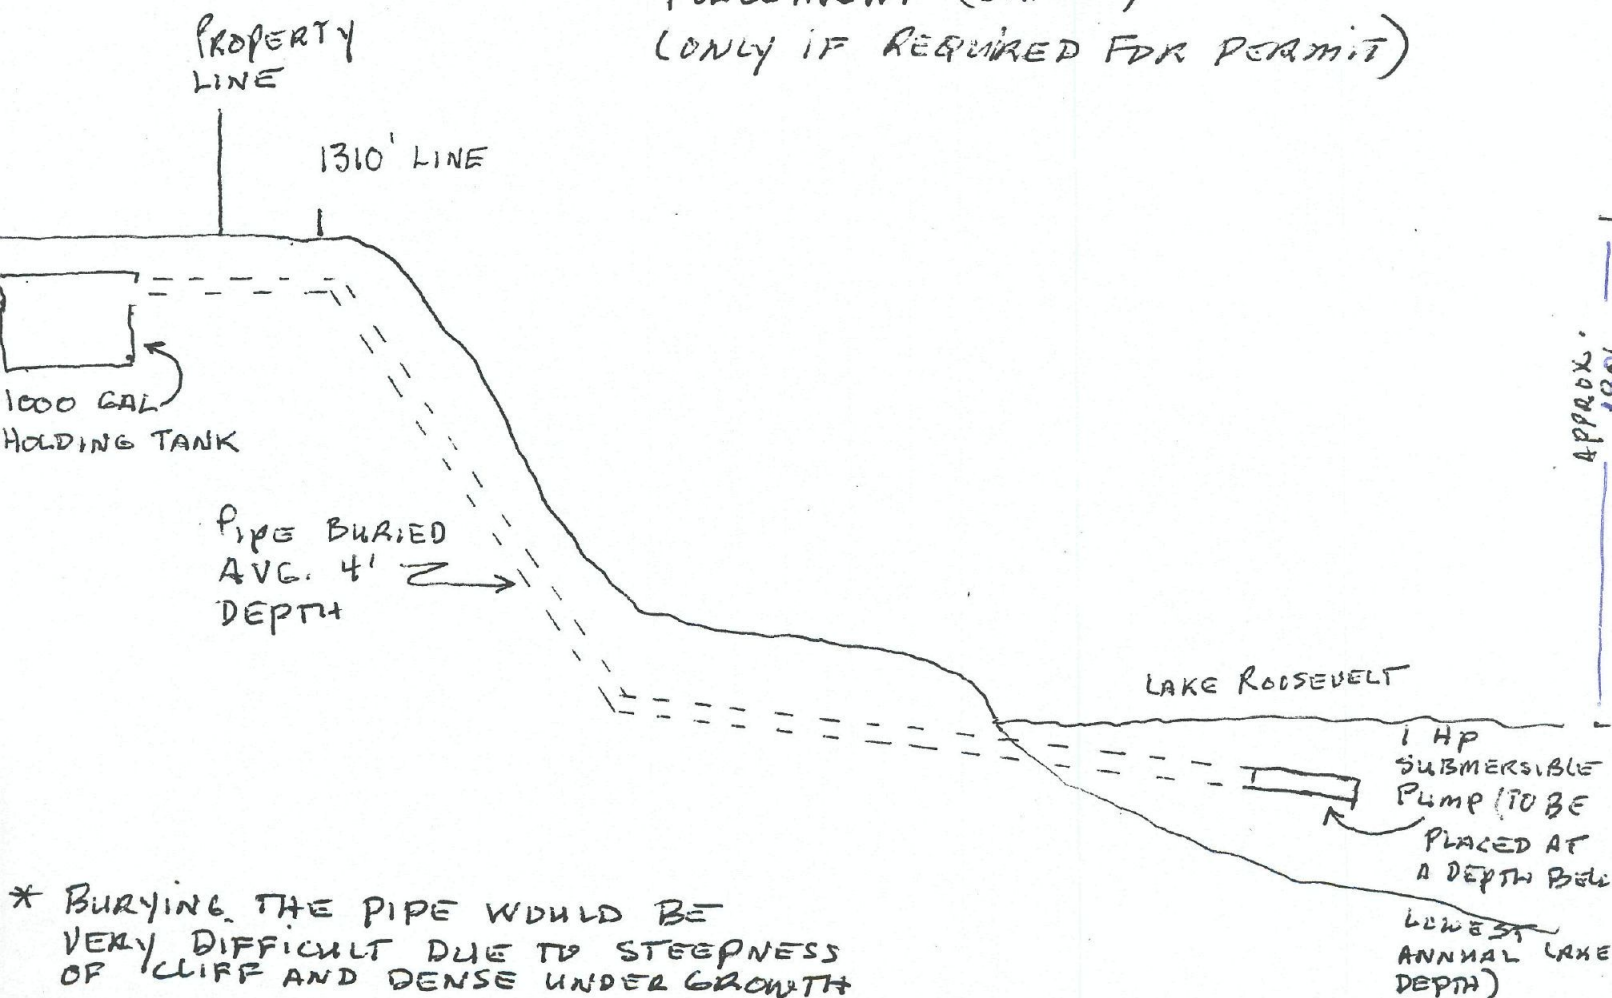 (ONLY IF REQUIRED FOR PERMIT)
PROPERTY
LINE
1310' LINE
1000 GAL
HOLDING TANK
PIPE BURIED
AVG. 4'
DEPTH
APPROX.
LAKE ROOSEVELT
1 HP
SUBMERSIBLE
PUMP (TO BE
PLACED AT
A DEPTH
LOWEST
ANNUAL LAKE
DEPTH)
* BURYING THE PIPE WOULD BE
VERY DIFFICULT DUE TO STEEPNESS
OF CLIFF AND DENSE UNDER GROWTH